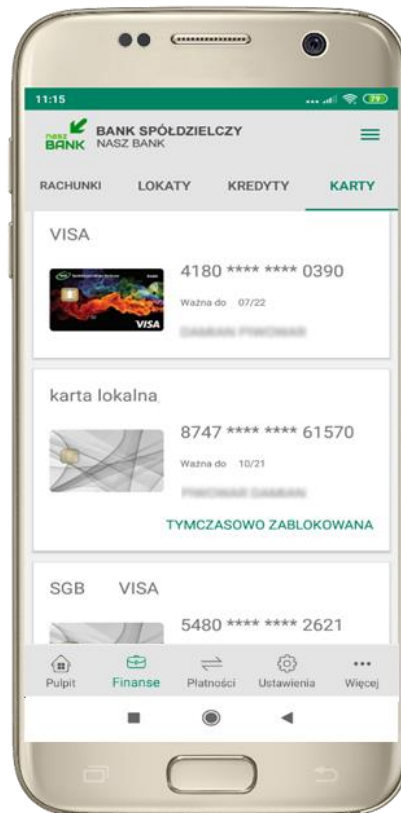 11:15
79
nasz
BANK
BANK SPÓŁDZIELCZY
NASZ BANK
RACHUNKI LOKATY KREDYTY KARTY
VISA
4180 **** **** 0390
Ważna do 07/22
VISA
karta lokalna
8747 **** **** 61570
Ważna do 10/21
TYMCZASOWO ZABLOKOWANA
SGB VISA
5480 **** **** 2621
Pulpit Finanse Płatności Ustawienia Więcej